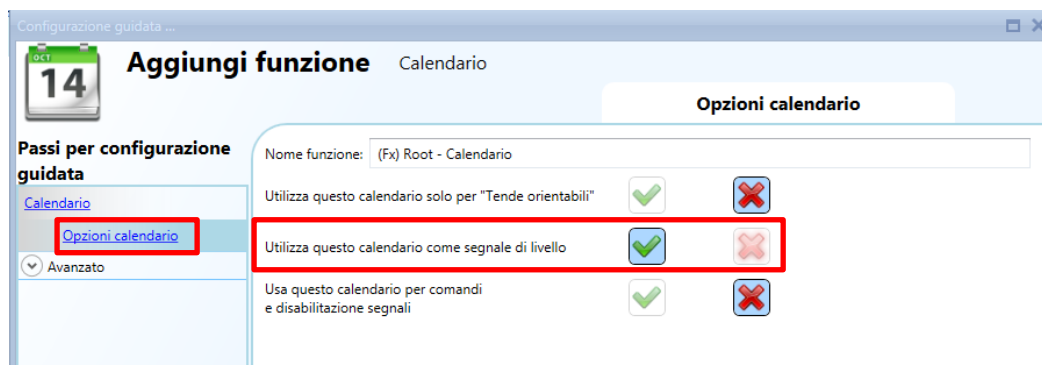 Configurazione guidata ...
OCT
14
Aggiungi funzione Calendario
Opzioni calendario
Passi per configurazione
guidata
Calendario
Opzioni calendario
Avanzato
Nome funzione: (Fx) Root - Calendario
Utilizza questo calendario solo per "Tende orientabili"
Utilizza questo calendario come segnale di livello
Usa questo calendario per comandi
e disabilitazione segnali